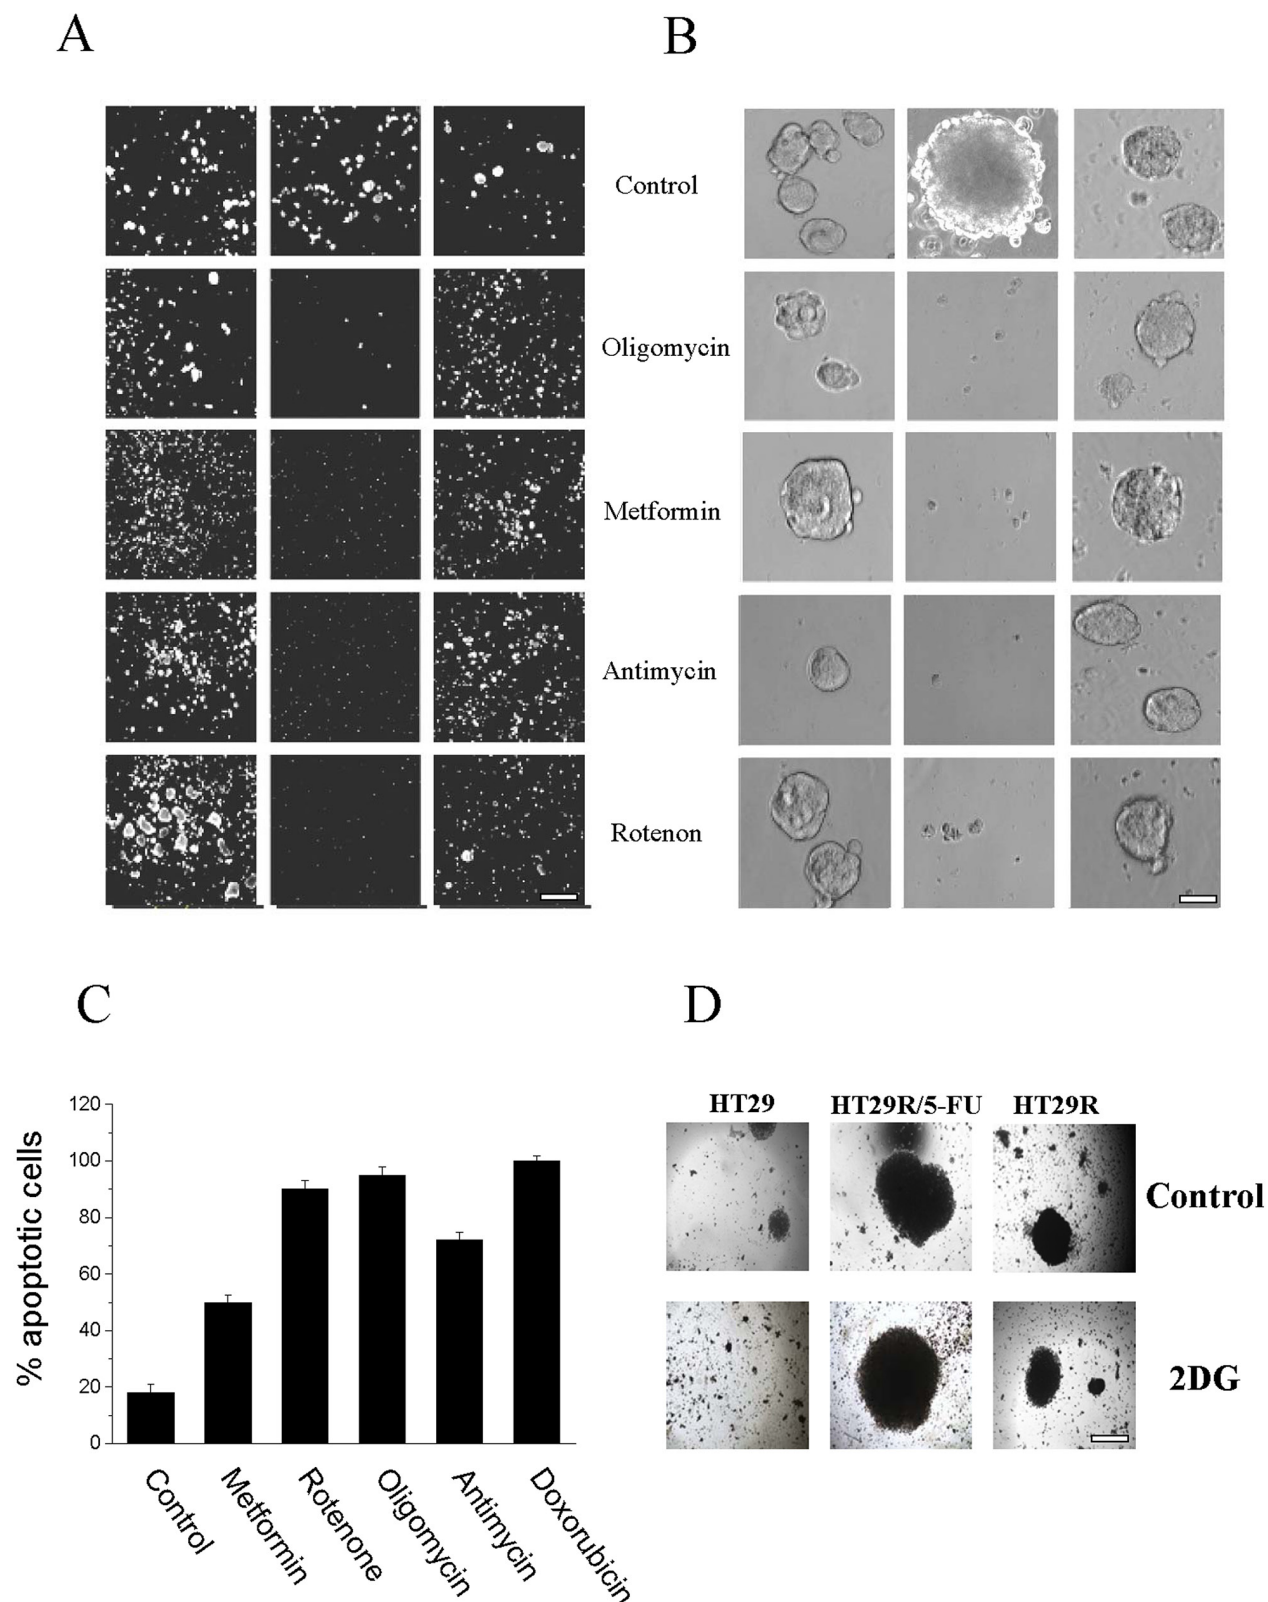 A
B
Control
Oligomycin
Metformin
Antimycin
Rotenon
C
D
% apoptotic cells
120
100
80
60
40
20
0
Control
Metformin
Rotenone
Oligomycin
Antimycin
Doxorubicin
HT29
HT29R/5-FU
HT29R
Control
2DG